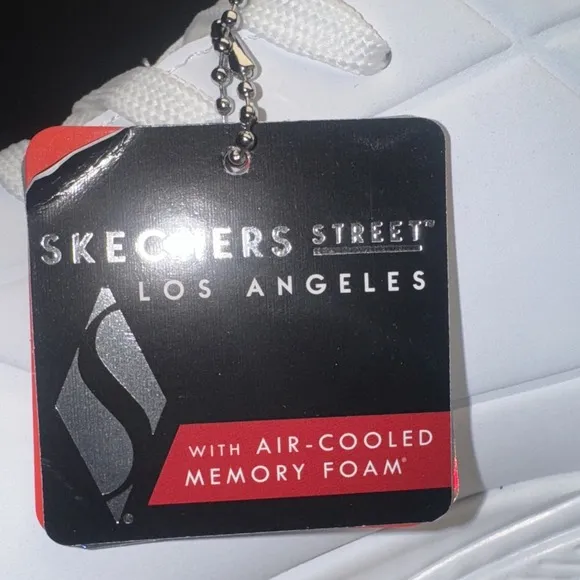 SKECHERS STREET™
LOS ANGELES
WITH AIR-COOLED
MEMORY FOAM®
®